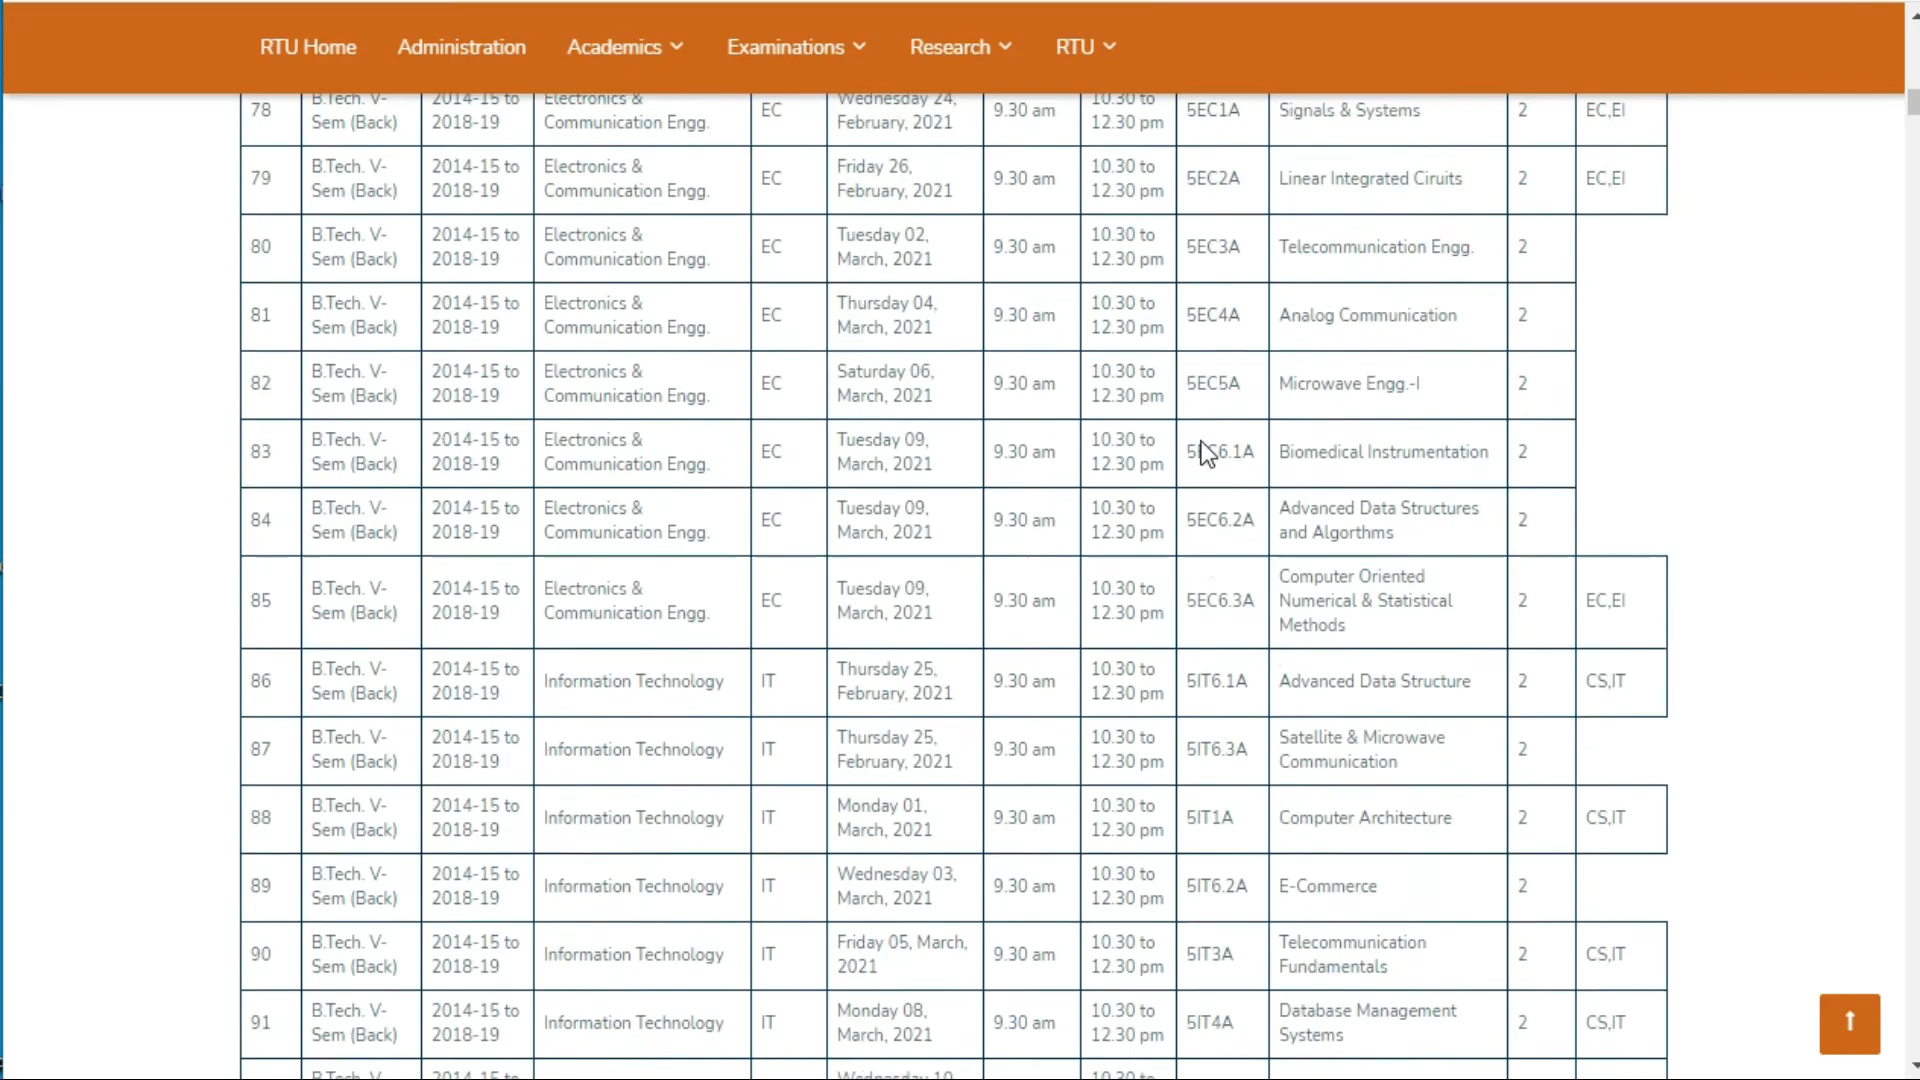 RTU Home Administration Academics Examinations Research RTU
78 B.Tech. V- 2014-15 to Electronics & EC Wednesday 24, 9.30 am 10.30 to 5EC1A Signals & Systems 2 EC,EI
Sem (Back) 2018-19 Communication Engg. February, 2021 12.30 pm
79 B.Tech. V- 2014-15 to Electronics & EC Friday 26, 9.30 am 10.30 to 5EC2A Linear Integrated Ciruits 2 EC,EI
Sem (Back) 2018-19 Communication Engg. February, 2021 12.30 pm
80 B.Tech. V- 2014-15 to Electronics & EC Tuesday 02, 9.30 am 10.30 to 5EC3A Telecommunication Engg. 2
Sem (Back) 2018-19 Communication Engg. March, 2021 12.30 pm
81 B.Tech. V- 2014-15 to Electronics & EC Thursday 04, 9.30 am 10.30 to 5EC4A Analog Communication 2
Sem (Back) 2018-19 Communication Engg. March, 2021 12.30 pm
82 B.Tech. V- 2014-15 to Electronics & EC Saturday 06, 9.30 am 10.30 to 5EC5A Microwave Engg.-I 2
Sem (Back) 2018-19 Communication Engg. March, 2021 12.30 pm
83 B.Tech. V- 2014-15 to Electronics & EC Tuesday 09, 9.30 am 10.30 to 5EC6.1A Biomedical Instrumentation 2
Sem (Back) 2018-19 Communication Engg. March, 2021 12.30 pm
84 B.Tech. V- 2014-15 to Electronics & EC Tuesday 09, 9.30 am 10.30 to 5EC6.2A Advanced Data Structures 2
Sem (Back) 2018-19 Communication Engg. March, 2021 12.30 pm and Algorthms
Computer Oriented
85 B.Tech. V- 2014-15 to Electronics & EC Tuesday 09, 9.30 am 10.30 to 5EC6.3A Numerical & Statistical 2 EC,EI
Sem (Back) 2018-19 Communication Engg. March, 2021 12.30 pm Methods
86 B.Tech. V- 2014-15 to Information Technology IT Thursday 25, 9.30 am 10.30 to 5IT6.1A Advanced Data Structure 2 CS,IT
Sem (Back) 2018-19 February, 2021 12.30 pm
87 B.Tech. V- 2014-15 to Information Technology IT Thursday 25, 9.30 am 10.30 to 5IT6.3A Satellite & Microwave 2
Sem (Back) 2018-19 February, 2021 12.30 pm Communication
88 B.Tech. V- 2014-15 to Information Technology IT Monday 01, 9.30 am 10.30 to 5IT1A Computer Architecture 2 CS,IT
Sem (Back) 2018-19 March, 2021 12.30 pm
89 B.Tech. V- 2014-15 to Information Technology IT Wednesday 03, 9.30 am 10.30 to 5IT6.2A E-Commerce 2
Sem (Back) 2018-19 March, 2021 12.30 pm
90 B.Tech. V- 2014-15 to Information Technology IT Friday 05, March, 9.30 am 10.30 to 5IT3A Telecommunication 2 CS,IT
Sem (Back) 2018-19 2021 12.30 pm Fundamentals
91 B.Tech. V- 2014-15 to Information Technology IT Monday 08, 9.30 am 10.30 to 5IT4A Database Management 2 CS,IT
Sem (Back) 2018-19 March, 2021 12.30 pm Systems
B.Tech. V- 2014-15 to Wednesday 10, 10.30 to